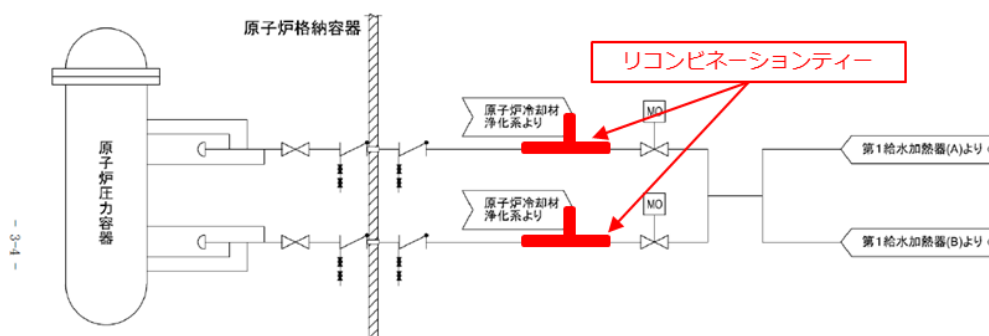 原子炉格納容器
リコンビネーションティー
原子炉冷却材
浄化系より
MO
第1給水加熱器(A)より
原子炉圧力容器
原子炉冷却材
浄化系より
MO
第1給水加熱器(B)より
- 3-4 -